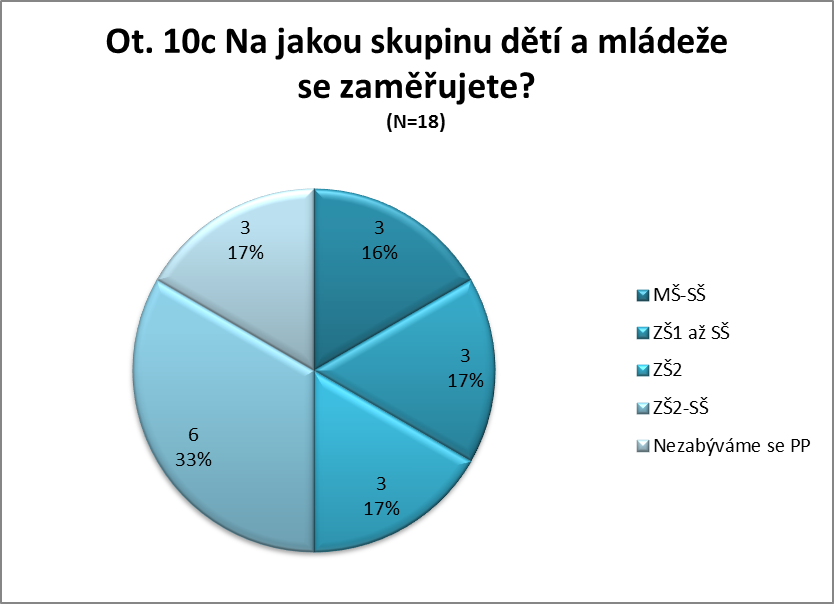 Ot. 10c Na jakou skupinu dětí a mládeže
se zaměřujete?
(N=18)
3
17%
3
16%
3
17%
6
33%
3
17%
MŠ-SŠ
ZŠ1 až SŠ
ZŠ2
ZŠ2-SŠ
Nezabýváme se PP